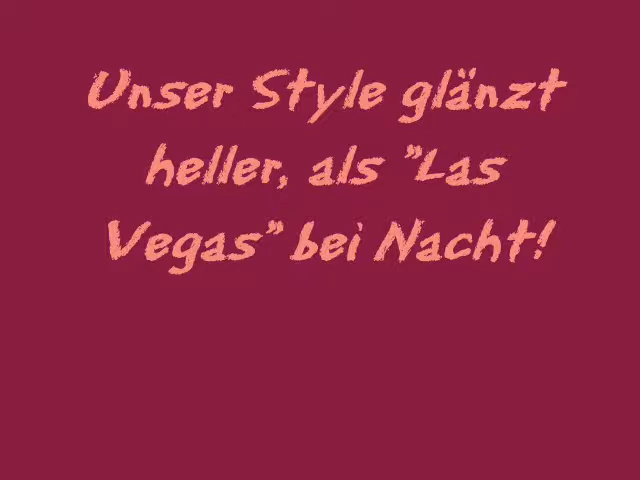 Unser Style glänzt
heller, als "Las
Vegas" bei Nacht!